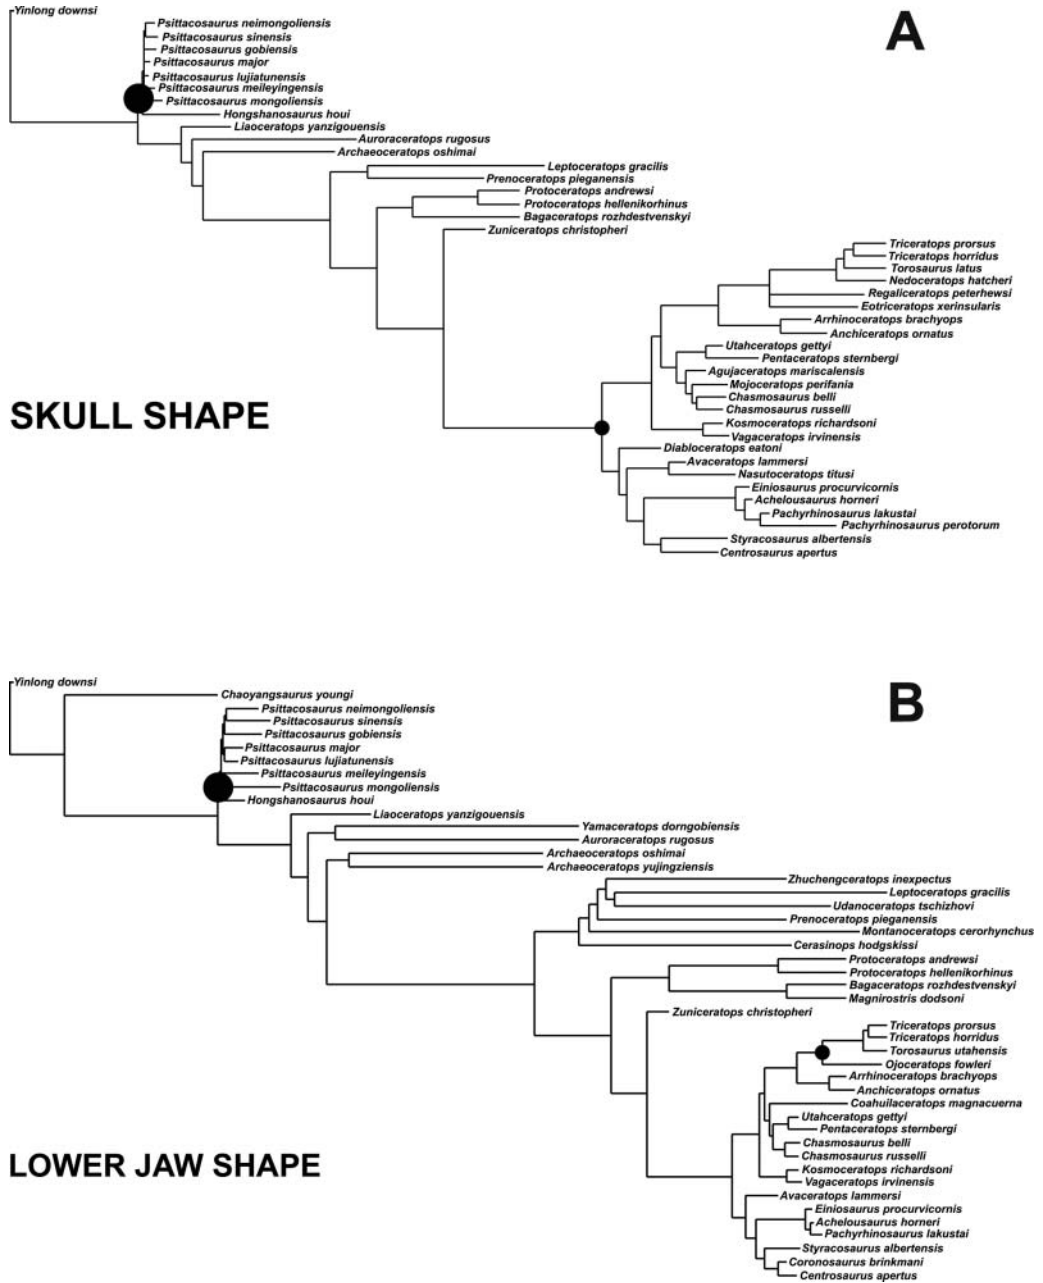 Yinlong downsi
A
Psittacosaurus neimongoliensis
Psittacosaurus sinensis
Psittacosaurus gobiensis
Psittacosaurus major
Psittacosaurus lujiatunensis
Psittacosaurus meileyingensis
Psittacosaurus mongoliensis
Hongshanosaurus houi
Liaoceratops yanzigouensis
Auroraceratops rugosus
Archaeoceratops oshimai
Leptoceratops gracilis
Prenoceratops pieganensis
Protoceratops andrewsi
Protoceratops hellenikorhinus
Bagaceratops rozhdestvenskyi
Zuniceratops christopheri
Triceratops prorsus
Triceratops horridus
Torosaurus latus
Nedoceratops hatcheri
Regaliceratops peterhewsi
Eotriceratops xerinsularis
Arrhinoceratops brachyops
Anchiceratops ornatus
Utahceratops gettyi
Pentaceratops sternbergi
Agujaceratops mariscalensis
Mojoceratops perifania
Chasmosaurus belli
Chasmosaurus russelli
SKULL SHAPE
Kosmoceratops richardsoni
Vagaceratops irvinensis
Diabloceratops eatoni
Avaceratops lammersi
Nasutoceratops titusi
Einiosaurus procurvicornis
Achelousaurus horneri
Pachyrhinosaurus lakustai
Pachyrhinosaurus perotorum
Styracosaurus albertensis
Centrosaurus apertus
Yinlong downsi
B
Chaoyangsaurus youngi
Psittacosaurus neimongoliensis
Psittacosaurus sinensis
Psittacosaurus gobiensis
Psittacosaurus major
Psittacosaurus lujiatunensis
Psittacosaurus meileyingensis
Psittacosaurus mongoliensis
Hongshanosaurus houi
Liaoceratops yanzigouensis
Yamaceratops dorngobiensis
Auroraceratops rugosus
Archaeoceratops oshimai
Archaeoceratops yujingziensis
Zhuchengceratops inexpectus
Leptoceratops gracilis
Udanoceratops tschizhovi
Prenoceratops pieganensis
Montanoceratops cerorhynchus
Cerasinops hodgskissi
Protoceratops andrewsi
Protoceratops hellenikorhinus
Bagaceratops rozhdestvenskyi
Magnirostris dodsoni
Zuniceratops christopheri
Triceratops prorsus
Triceratops horridus
Torosaurus utahensis
Ojoceratops fowleri
Arrhinoceratops brachyops
Anchiceratops ornatus
Coahuilaceratops magnacuerna
Utahceratops gettyi
Pentaceratops sternbergi
Chasmosaurus belli
Chasmosaurus russelli
LOWER JAW SHAPE
Kosmoceratops richardsoni
Vagaceratops irvinensis
Avaceratops lammersi
Einiosaurus procurvicornis
Achelousaurus horneri
Pachyrhinosaurus lakustai
Styracosaurus albertensis
Coronosaurus brinkmani
Centrosaurus apertus